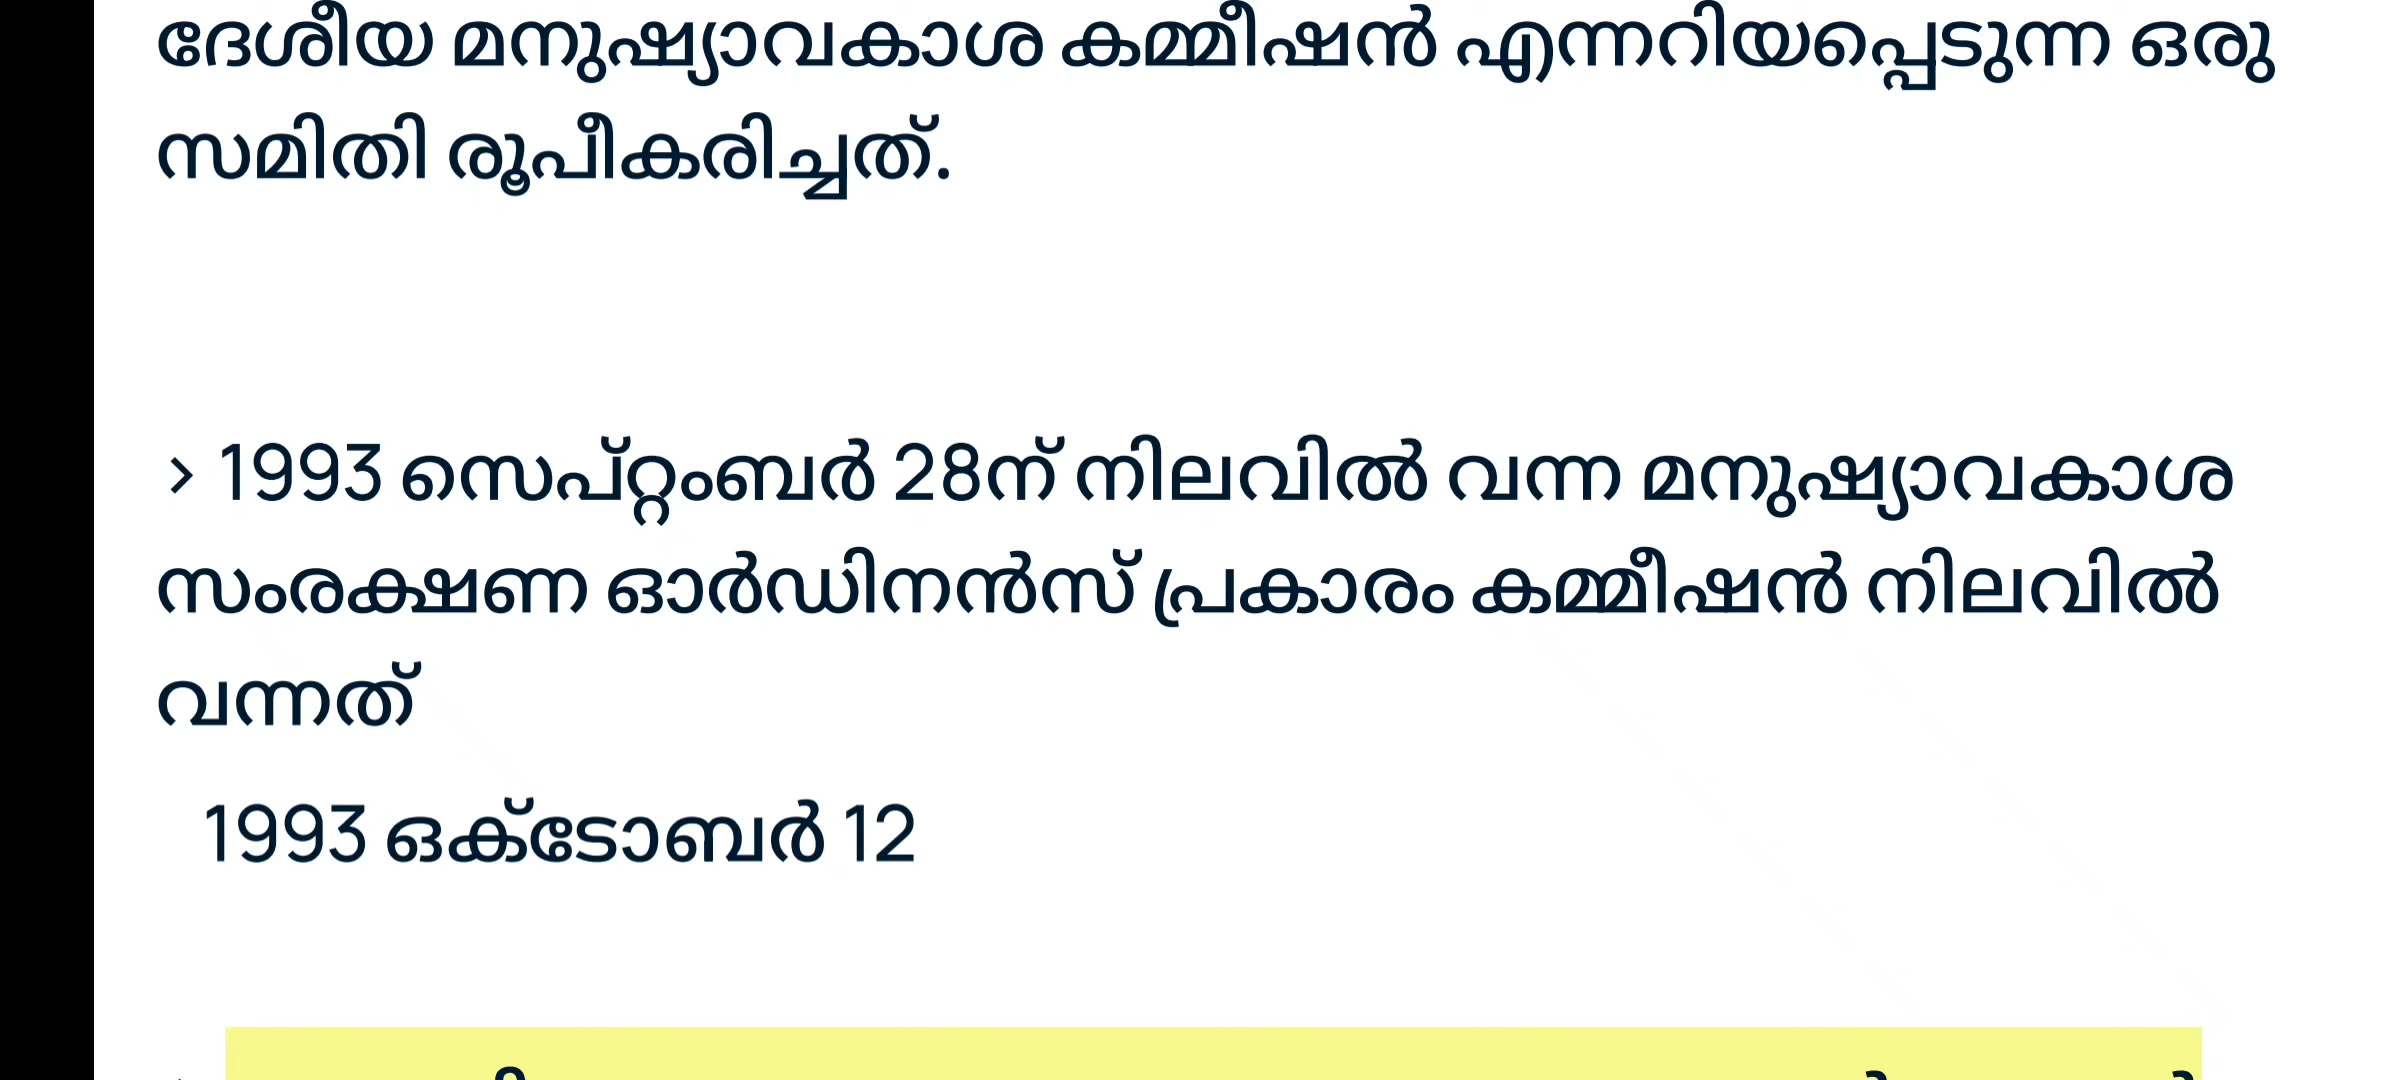 ദേശീയ മനുഷ്യാവകാശ കമ്മീഷൻ എന്നറിയപ്പെടുന്ന ഒരു
സമിതി രൂപീകരിച്ചത്.
› 1993 സെപ്റ്റംബർ 28ന് നിലവിൽ വന്ന മനുഷ്യാവകാശ
സംരക്ഷണ ഓർഡിനൻസ് പ്രകാരം കമ്മീഷൻ നിലവിൽ
വന്നത്
1993 ഒക്ടോബർ 12